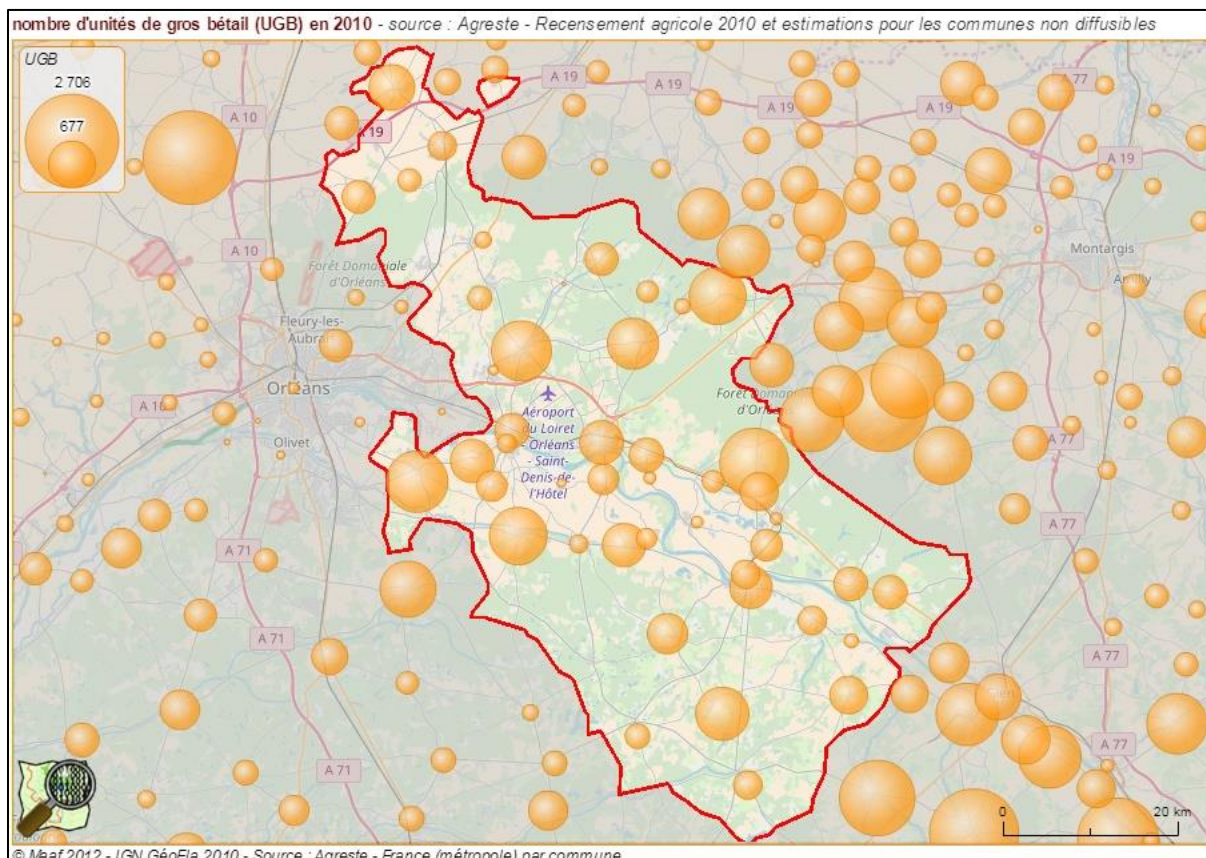 nombre d'unités de gros bétail (UGB) en 2010 - source : Agreste - Recensement agricole 2010 et estimations pour les communes non diffusibles
UGB
2 706
677
A 19
A 77
A 10
A 19
A 19
A 19
A 19
A 19
A 10
Montargis
Forêt Domaniale
d'Orléans
Fleury-les-
Aubrais
Orléans
Forêt
d'Orléans
A 77
A 10
Aéroport
du Loiret
- Orléans
- Saint-
Denis-de-
l'Hôtel
Olivet
A 77
A 77
A 71
A 71
A 77
A 77
A 71
0
20 km
© Maaf 2012 - IGN GéoFla 2010 - Source : Agreste - France (métropole) par commune